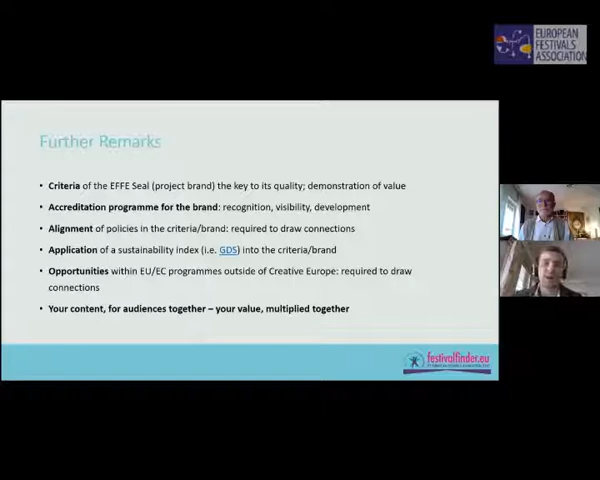 EUROPEAN
FESTIVALS
ASSOCIATION
Further Remarks
• Criteria of the EFFE Seal (project brand) the key to its quality; demonstration of value
• Accreditation programme for the brand: recognition, visibility, development
• Alignment of policies in the criteria/brand: required to draw connections
• Application of a sustainability index (i.e. GDS) into the criteria/brand
• Opportunities within EU/EC programmes outside of Creative Europe: required to draw
connections
• Your content, for audiences together – your value, multiplied together
festivalfinder.eu